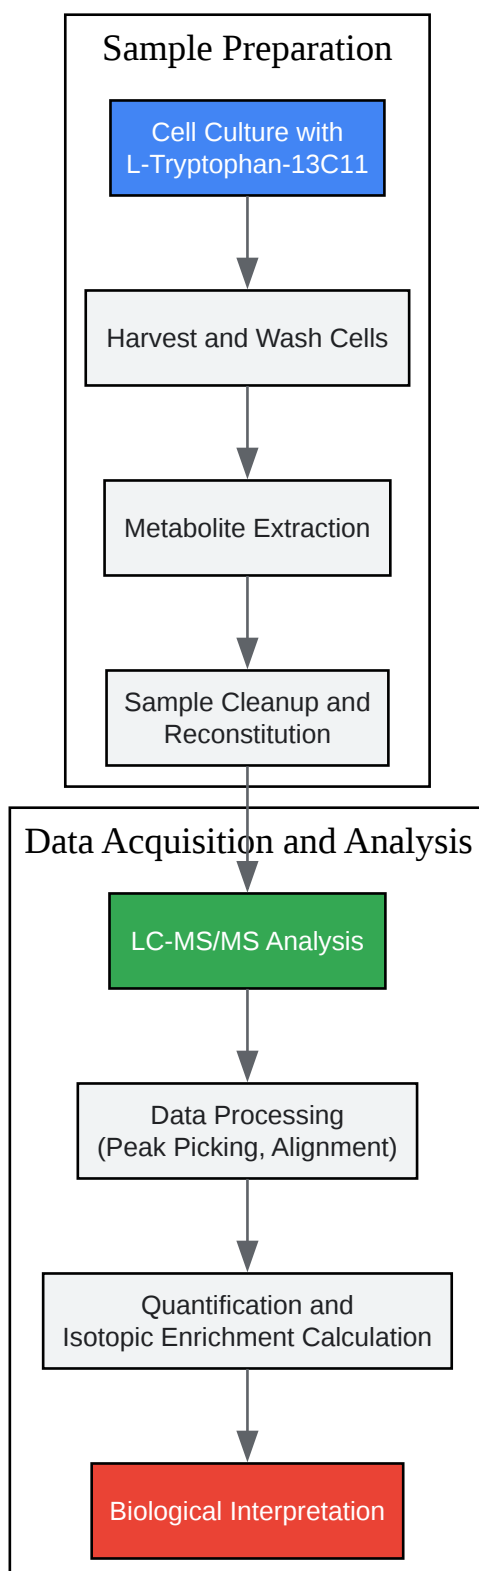 Sample Preparation
Cell Culture with
L-Tryptophan-13C11
Harvest and Wash Cells
Metabolite Extraction
Sample Cleanup and
Reconstitution
Data Acquisition and Analysis
LC-MS/MS Analysis
Data Processing
(Peak Picking, Alignment)
Quantification and
Isotopic Enrichment Calculation
Biological Interpretation